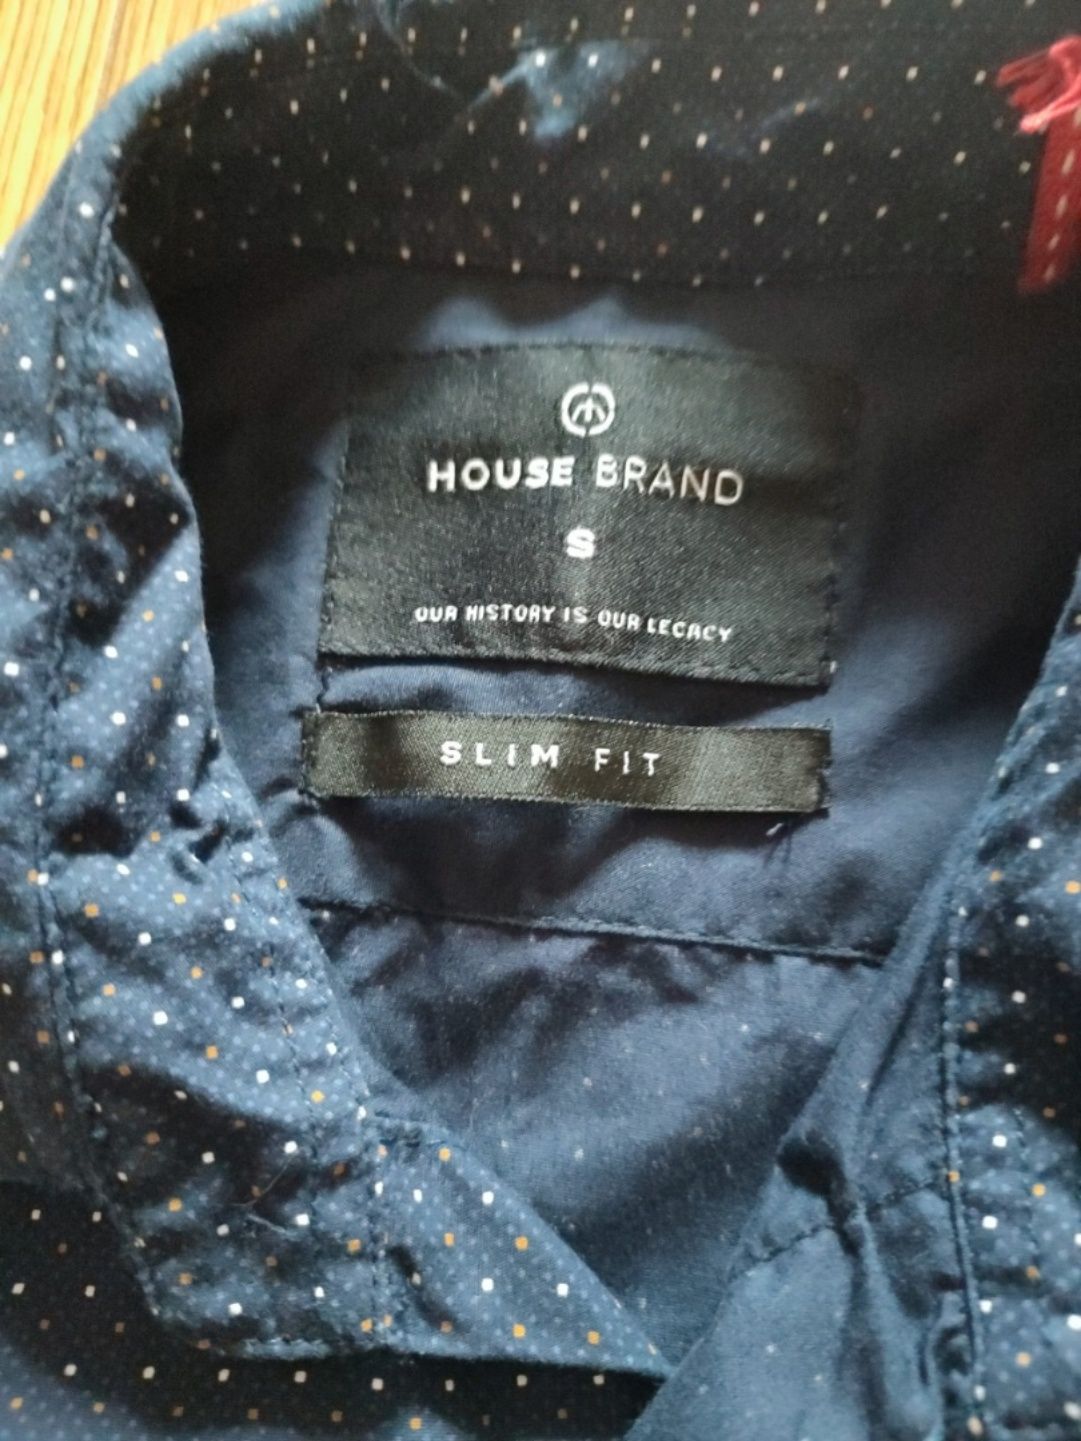 HOUSE BRAND
S
OUR HISTORY IS OUR LEGACY
SLIM FIT